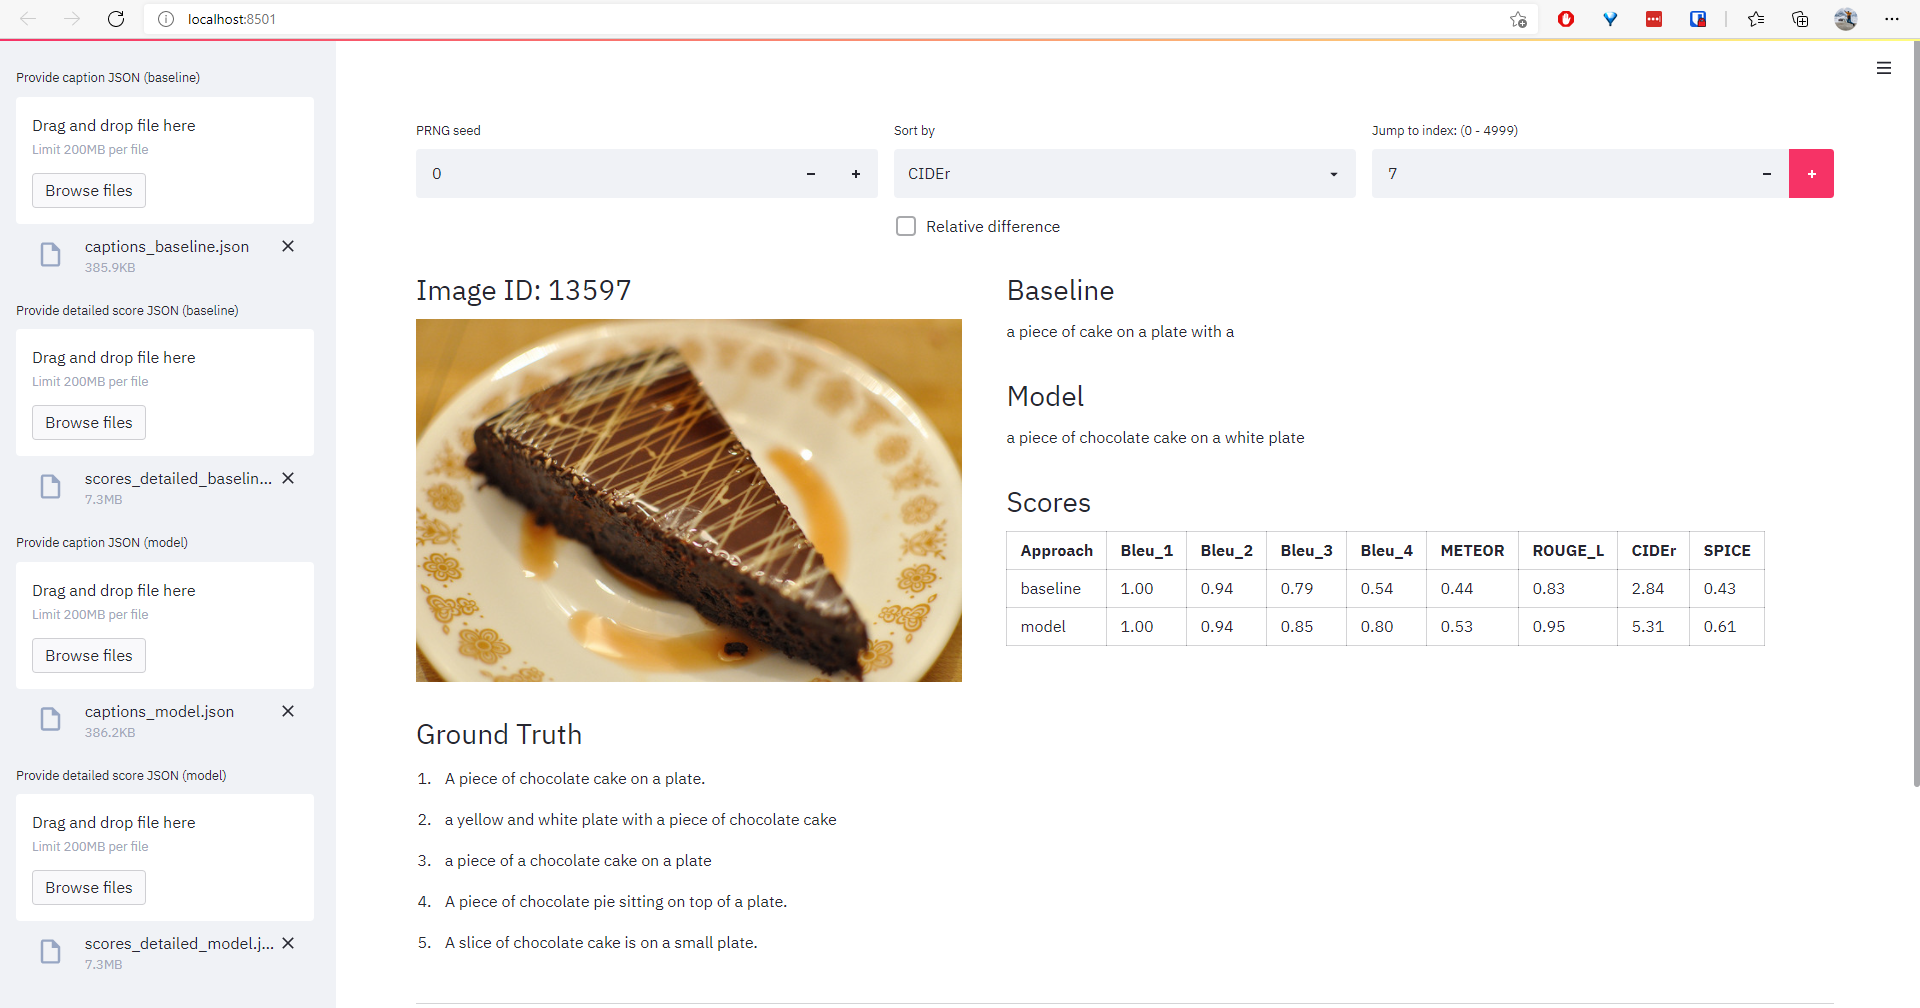 localhost:8501
Provide caption JSON (baseline)
Drag and drop file here
Limit 200MB per file
Browse files
captions_baseline.json
385.9KB
Provide detailed score JSON (baseline)
Drag and drop file here
Limit 200MB per file
Browse files
scores_detailed_baselin...
7.3MB
Provide caption JSON (model)
Drag and drop file here
Limit 200MB per file
Browse files
captions_model.json
386.2KB
Provide detailed score JSON (model)
Drag and drop file here
Limit 200MB per file
Browse files
scores_detailed_model.j...
7.3MB
PRNG seed
0
Sort by
CIDEr
Relative difference
Jump to index: (0 - 4999)
7
Image ID: 13597
Baseline
a piece of cake on a plate with a
Model
a piece of chocolate cake on a white plate
Scores
Approach Bleu_1 Bleu_2 Bleu_3 Bleu_4 METEOR ROUGE_L CIDEr SPICE
baseline 1.00 0.94 0.79 0.54 0.44 0.83 2.84 0.43
model 1.00 0.94 0.85 0.80 0.53 0.95 5.31 0.61
Ground Truth
1. A piece of chocolate cake on a plate.
2. a yellow and white plate with a piece of chocolate cake
3. a piece of a chocolate cake on a plate
4. A piece of chocolate pie sitting on top of a plate.
5. A slice of chocolate cake is on a small plate.